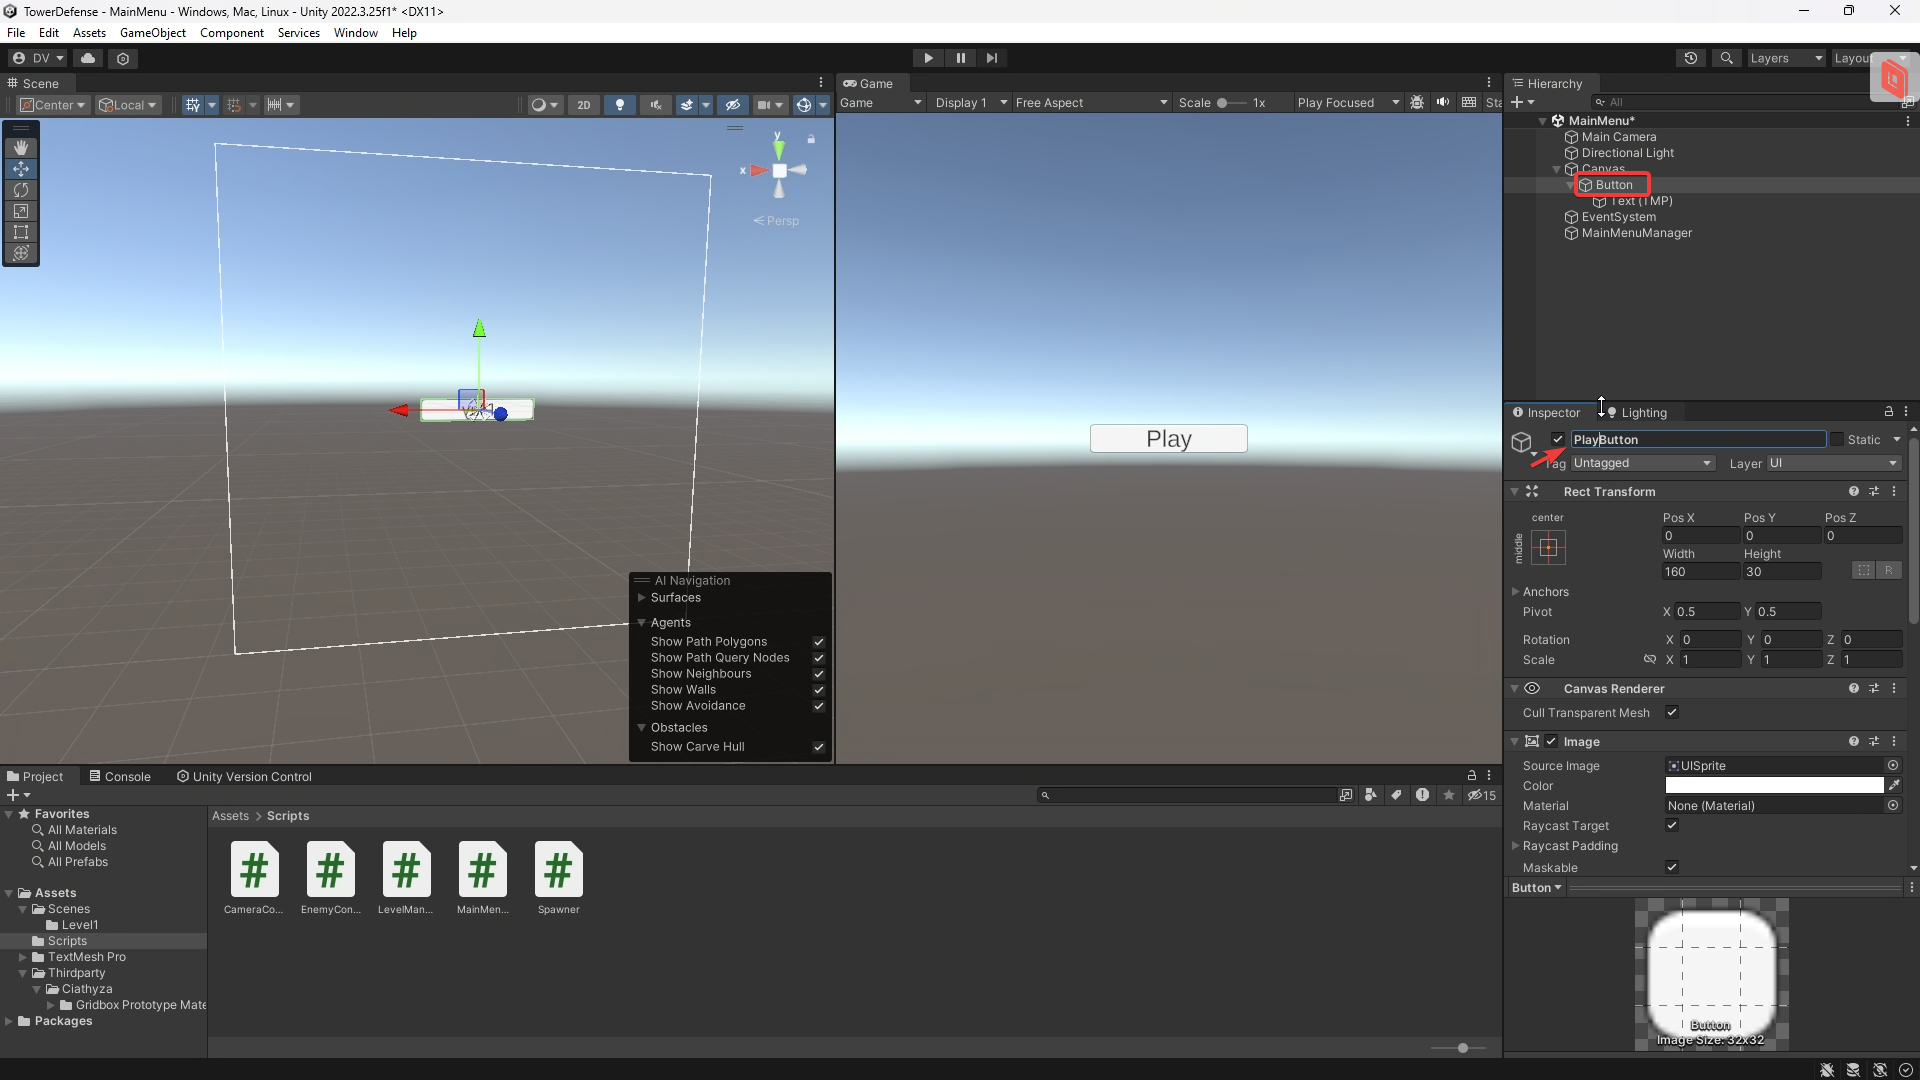 TowerDefense - MainMenu - Windows, Mac, Linux - Unity 2022.3.25f1* <DX11>
File Edit Assets GameObject Component Services Window Help
DV
Layers
Layout
Scene
Center
Local
2D
y
x
Persp
AI Navigation
Surfaces
Agents
Show Path Polygons
Show Path Query Nodes
Show Neighbours
Show Walls
Show Avoidance
Obstacles
Show Carve Hull
Game
Game Display 1 Free Aspect Scale 1x Play Focused Sta
Play
Hierarchy
All
MainMenu*
Main Camera
Directional Light
Canvas
Button
Text (TMP)
EventSystem
MainMenuManager
Inspector Lighting
PlayButton Static
Tag Untagged Layer UI
Rect Transform
center
middle
Pos X Pos Y Pos Z
0 0 0
Width Height
160 30
R
Anchors
Pivot X 0.5 Y 0.5
Rotation X 0 Y 0 Z 0
Scale X 1 Y 1 Z 1
Canvas Renderer
Cull Transparent Mesh
Image
Source Image UISprite
Color
Material None (Material)
Raycast Target
Raycast Padding
Maskable
Button
Button
Image Size: 32x32
Project Console Unity Version Control
15
Favorites
All Materials
All Models
All Prefabs
Assets
Scenes
Level1
Scripts
TextMesh Pro
Thirdparty
Ciathyza
Gridbox Prototype Mate
Packages
Assets > Scripts
CameraCo... EnemyCon... LevelMan... MainMen... Spawner